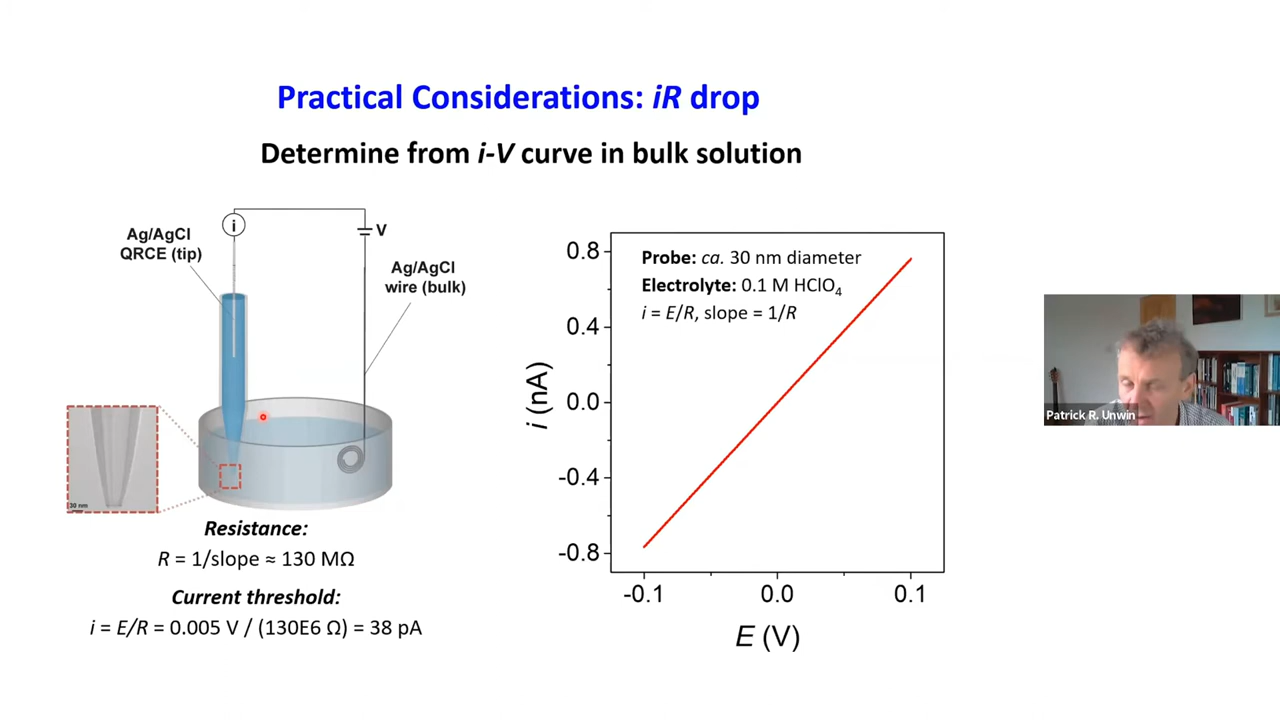 Practical Considerations: iR drop
Determine from i-V curve in bulk solution
i
V
Ag/AgCl
QRCE (tip)
Ag/AgCl
wire (bulk)
30 nm
Resistance:
R = 1/slope ≈ 130 MΩ
Current threshold:
i = E/R = 0.005 V / (130E6 Ω) = 38 pA
Probe: ca. 30 nm diameter
Electrolyte: 0.1 M HClO₄
i = E/R, slope = 1/R
i (nA)
0.8
0.4
0.0
-0.4
-0.8
-0.1
0.0
0.1
E (V)
Patrick R. Unwin